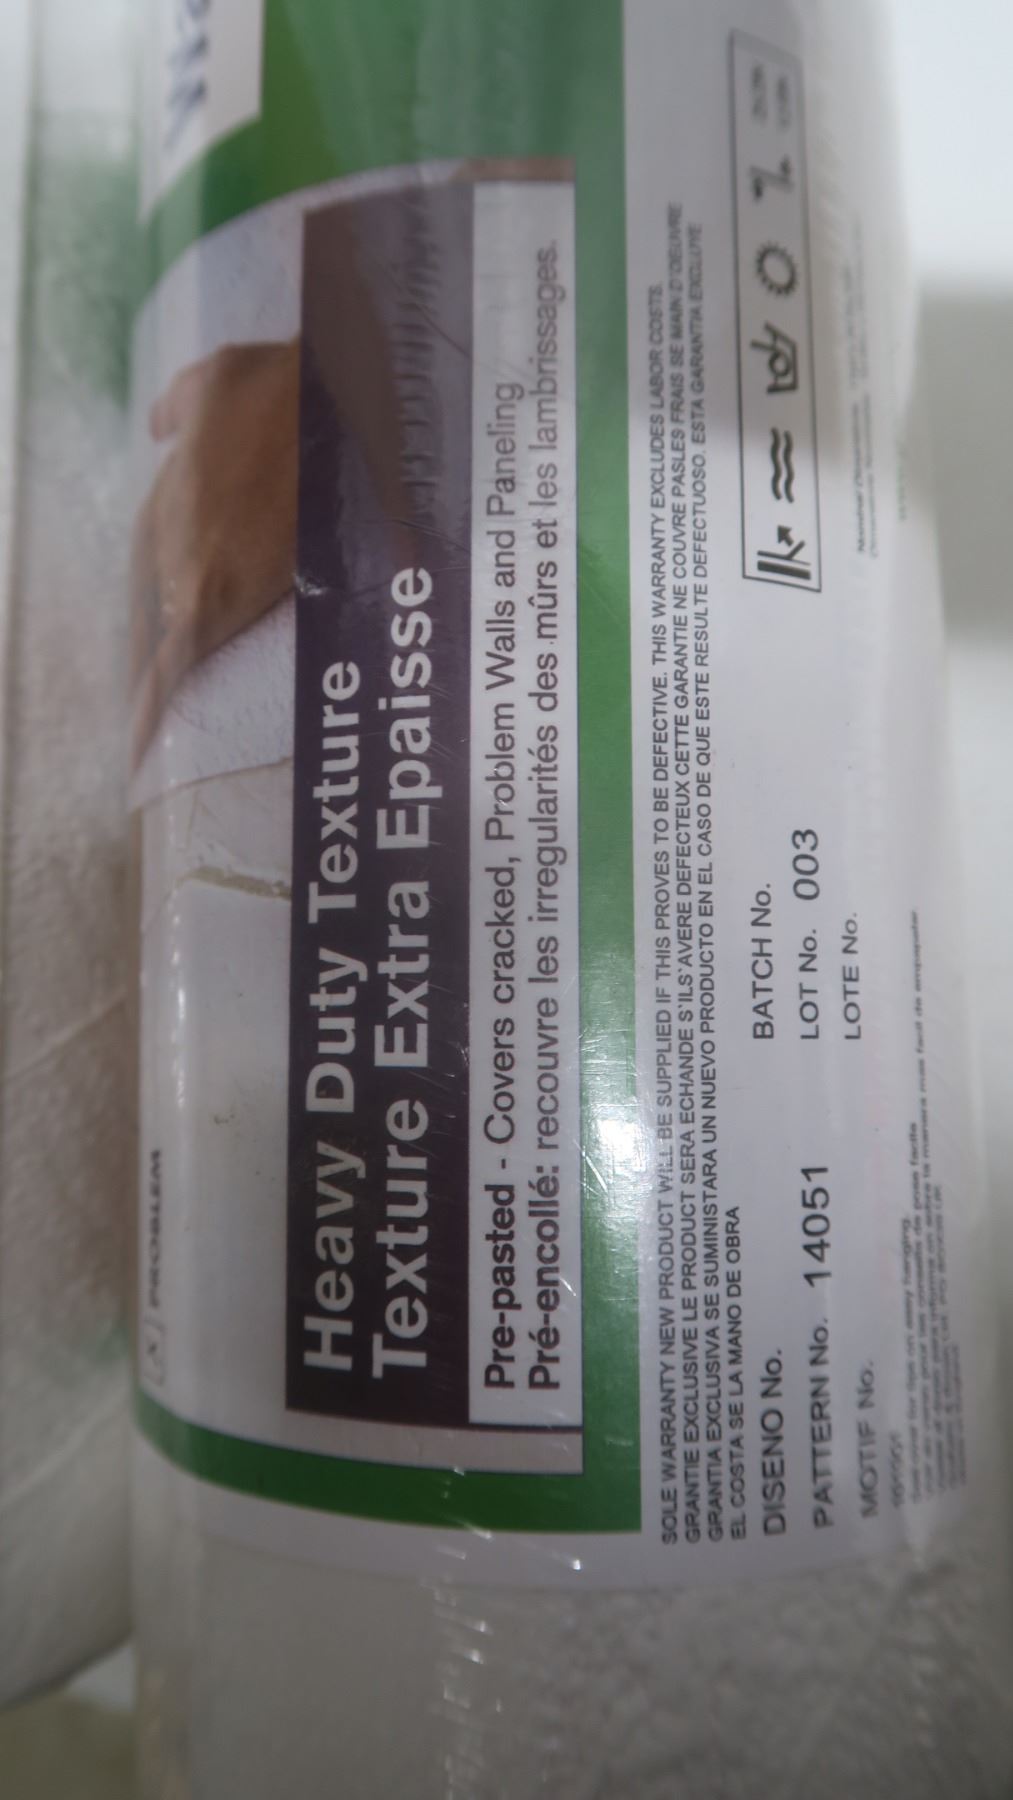 PROBLEM
Heavy Duty Texture
Texture Extra Epaisse
Pre-pasted - Covers cracked, Problem Walls and Paneling
Pré-encollé: recouvre les irregularités des mûrs et les lambrissages.
SOLE WARRANTY NEW PRODUCT WILL BE SUPPLIED IF THIS PROVES TO BE DEFECTIVE. THIS WARRANTY EXCLUDES LABOR COSTS.
GRANTIE EXCLUSIVE LE PRODUCT SERA ECHANDE S'ILS'AVERE DEFECTEUX CETTE GARANTIE NE COUVRE PASLES FRAIS SE MAIN D'OEUVRE
GRANTIA EXCLUSIVA SE SUMINISTARA UN NUEVO PRODUCTO EN EL CASO DE QUE ESTE RESULTE DEFECTUOSO. ESTA GARANTIA EXCLUYE
EL COSTA SE LA MANO DE OBRA
DISENO No. BATCH No.
PATTERN No. 14051 LOT No. 003
MOTIF No. LOTE No.